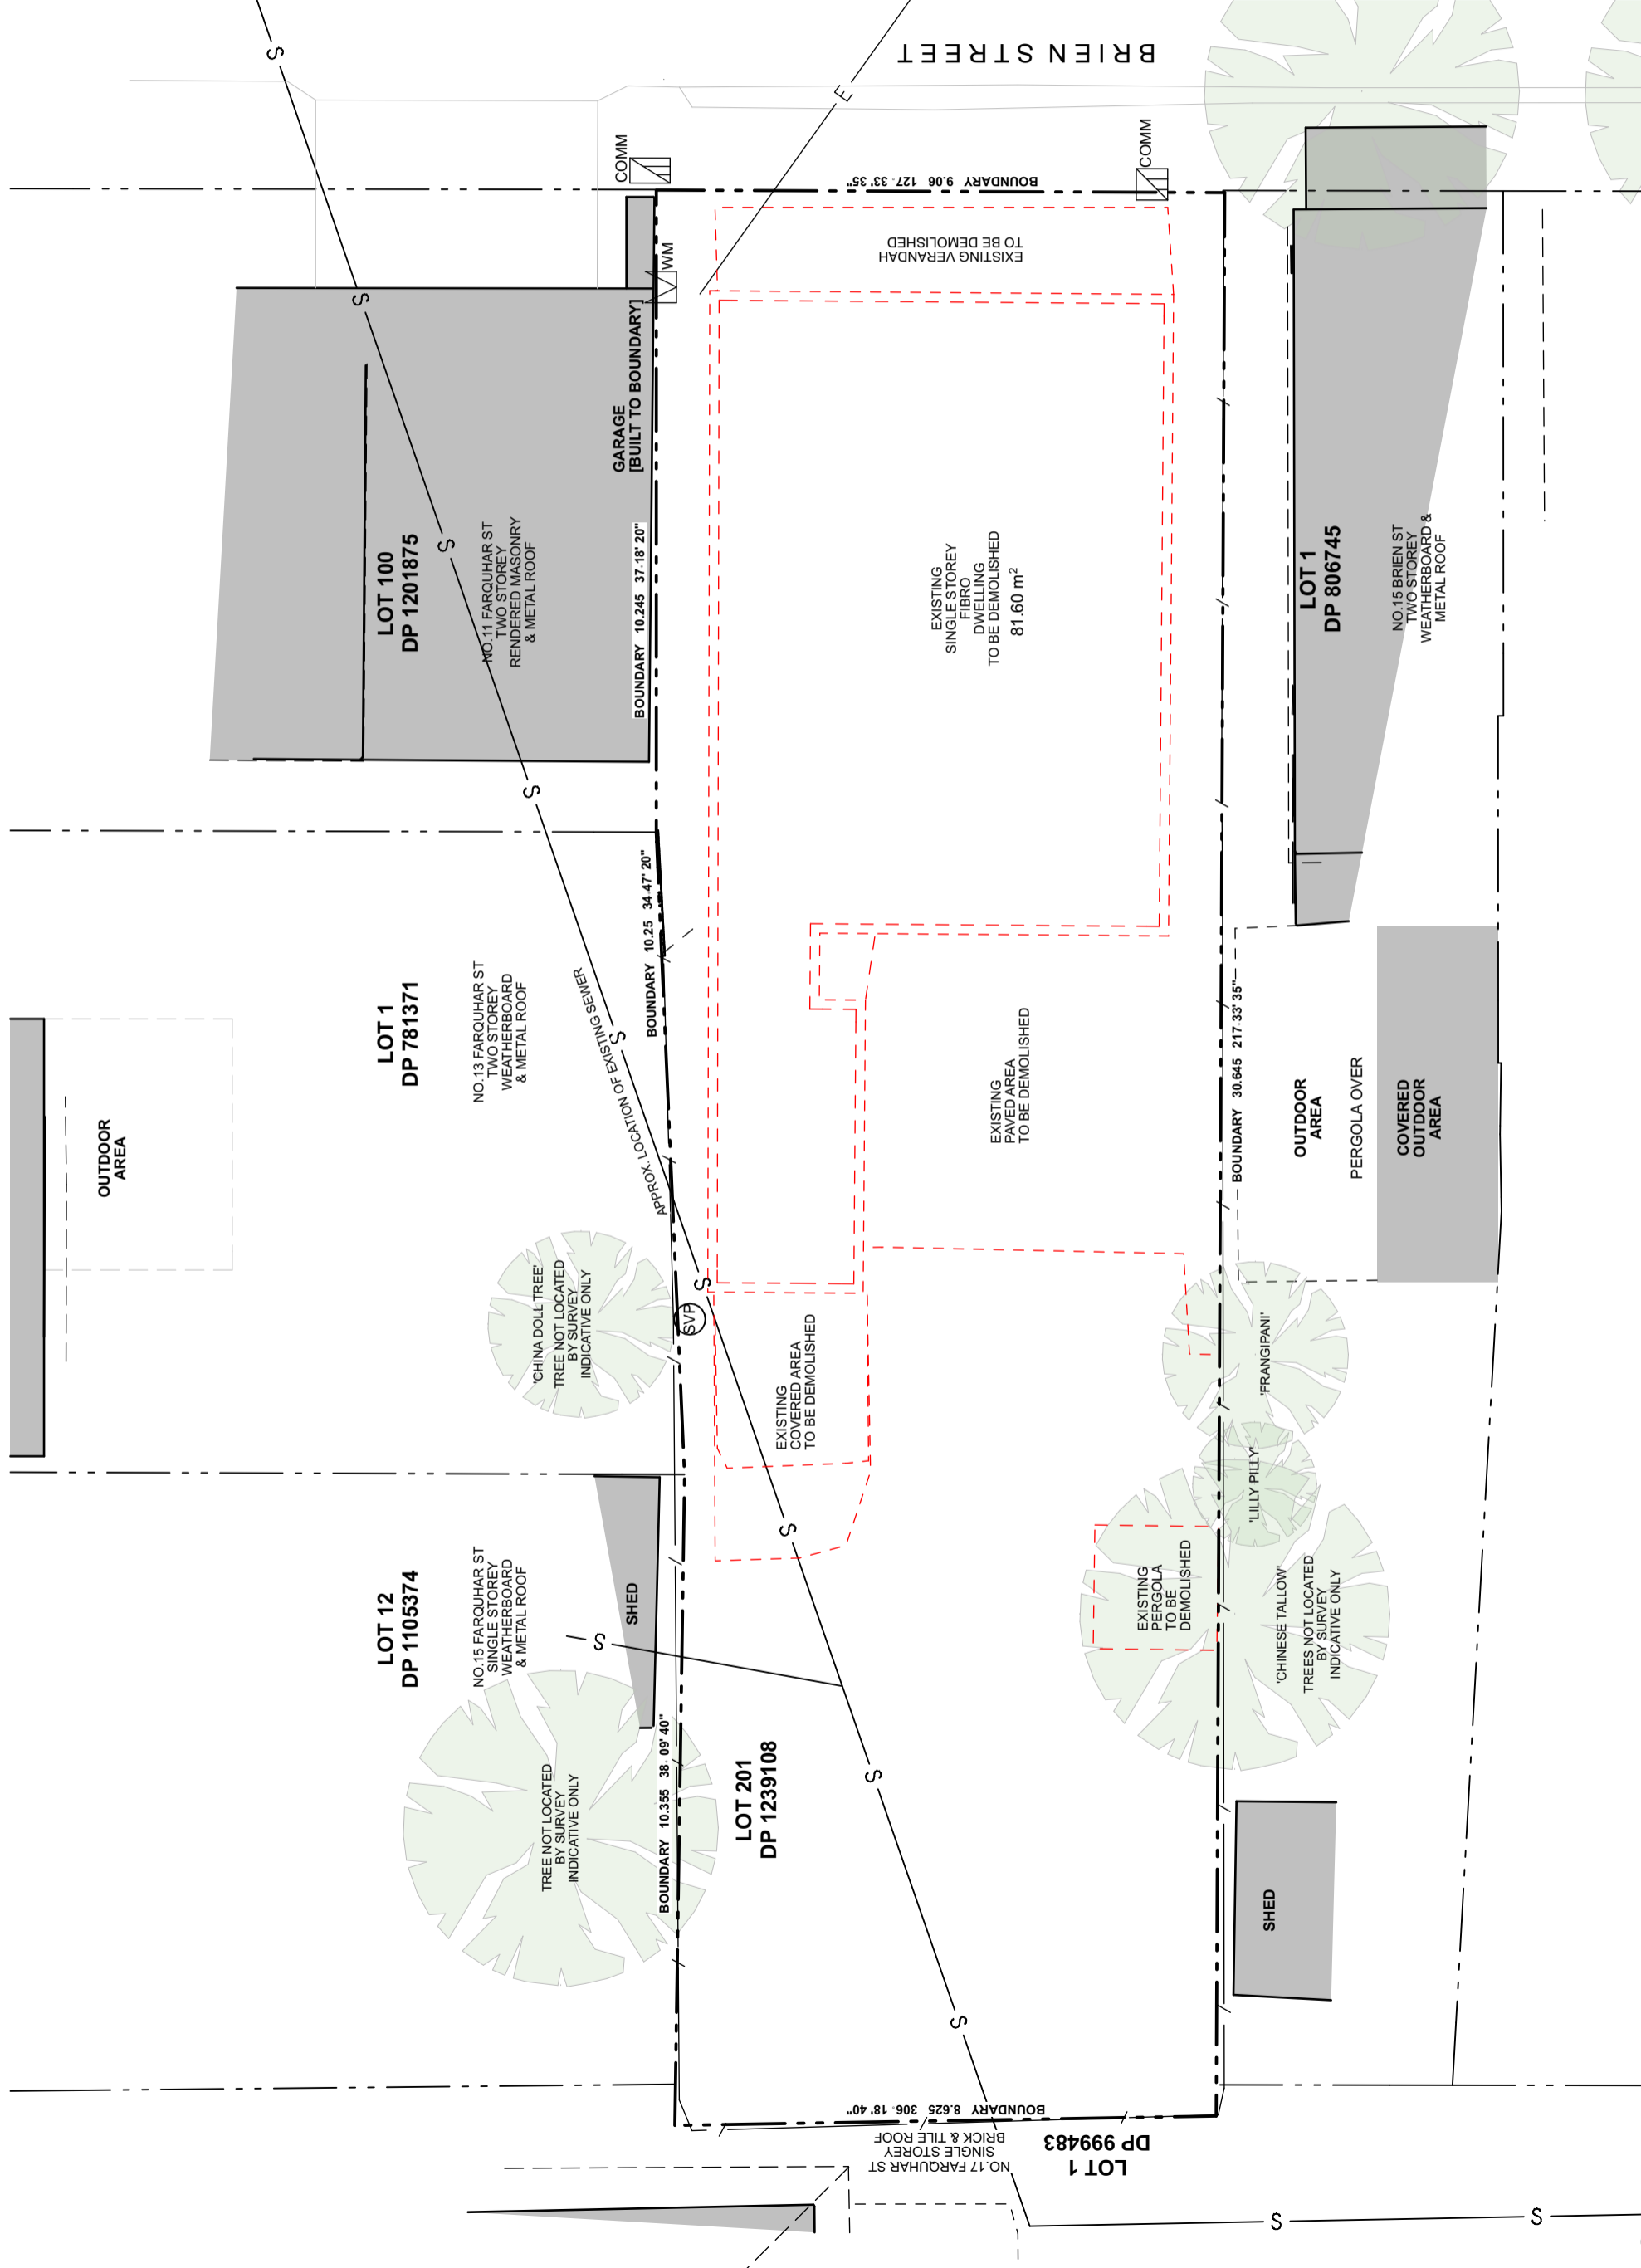 BRIEN STREET
S
E
COMM
COMM
BOUNDARY 9.06 127· 33' 35"
EXISTING VERANDAH
TO BE DEMOLISHED
WM
S
GARAGE
[BUILT TO BOUNDARY]
LOT 100
DP 1201875
NO.11 FARQUHAR ST
TWO STOREY
RENDERED MASONRY
& METAL ROOF
S
BOUNDARY 10.245 37·18' 20"
EXISTING
SINGLE STOREY
FIBRO
DWELLING
TO BE DEMOLISHED
81.60 m²
LOT 1
DP 806745
NO.15 BRIEN ST
TWO STOREY
WEATHERBOARD &
METAL ROOF
S
BOUNDARY 10.25 34·47' 20"
LOT 1
DP 781371
NO.13 FARQUHAR ST
TWO STOREY
WEATHERBOARD
& METAL ROOF
S
APPROX. LOCATION OF EXISTING SEWER
OUTDOOR
AREA
EXISTING
PAVED AREA
TO BE DEMOLISHED
BOUNDARY 30.645 217·33' 35"
OUTDOOR
AREA
PERGOLA OVER
COVERED
OUTDOOR
AREA
'CHINA DOLL TREE'
TREE NOT LOCATED
BY SURVEY
INDICATIVE ONLY
S
SVP
EXISTING
COVERED AREA
TO BE DEMOLISHED
'FRANGIPANI'
'LILLY PILLY'
S
LOT 12
DP 1105374
NO.15 FARQUHAR ST
SINGLE STOREY
WEATHERBOARD
& METAL ROOF
SHED
S
EXISTING
PERGOLA
TO BE
DEMOLISHED
'CHINESE TALLOW'
TREES NOT LOCATED
BY SURVEY
INDICATIVE ONLY
TREE NOT LOCATED
BY SURVEY
INDICATIVE ONLY
BOUNDARY 10.355 38· 09' 40"
LOT 201
DP 1239108
S
SHED
S
BOUNDARY 8.625 306· 18' 40"
NO.17 FARQUHAR ST
SINGLE STOREY
BRICK & TILE ROOF
LOT 1
DP 999483
S
S